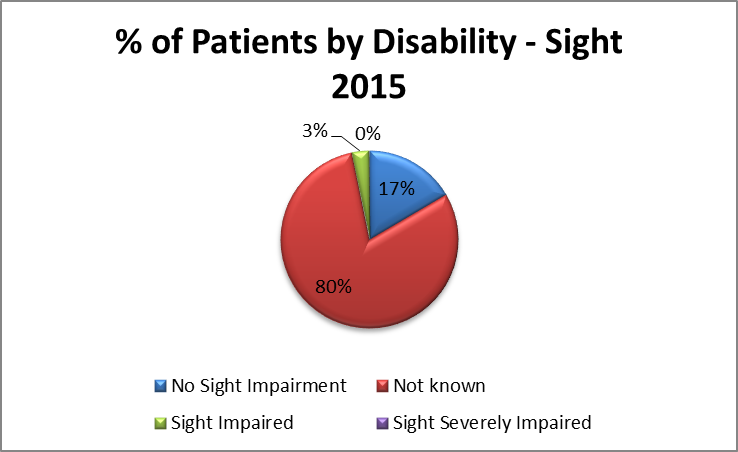 % of Patients by Disability - Sight
2015
3%
0%
17%
80%
No Sight Impairment
Not known
Sight Impaired
Sight Severely Impaired